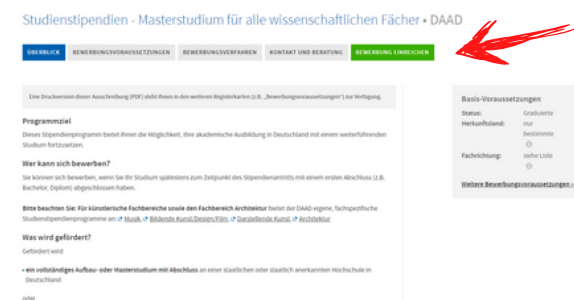 Studienstipendien - Masterstudium für alle wissenschaftlichen Fächer • DAAD
ÜBERBLICK BEWERBUNGSVORAUSSETZUNGEN BEWERBUNGSVERFAHREN KONTAKT UND BERATUNG BEWERBUNG EINREICHEN
Eine Druckversion dieser Ausschreibung (PDF) steht Ihnen in den weiteren Registerkarten (z.B. „Bewerbungsvoraussetzungen") zur Verfügung.
Programmziel
Dieses Stipendienprogramm bietet Ihnen die Möglichkeit, Ihre akademische Ausbildung in Deutschland mit einem weiterführenden
Studium fortzusetzen.
Wer kann sich bewerben?
Sie können sich bewerben, wenn Sie Ihr Studium spätestens zum Zeitpunkt des Stipendienantritts mit einem ersten Abschluss (z.B.
Bachelor, Diplom) abgeschlossen haben.
Bitte beachten Sie: Für künstlerische Fachbereiche sowie den Fachbereich Architektur bietet der DAAD eigene, fachspezifische
Studienstipendienprogramme an: Musik, Bildende Kunst/Design/Film, Darstellende Kunst, Architektur
Was wird gefördert?
Gefördert wird
• ein vollständiges Aufbau- oder Masterstudium mit Abschluss an einer staatlichen oder staatlich anerkannten Hochschule in
Deutschland
oder
Basis-Voraussetzungen
Status: Graduierte
Herkunftsland: nur
bestimmte
Fachrichtung: siehe Liste
Weitere Bewerbungsvoraussetzungen »